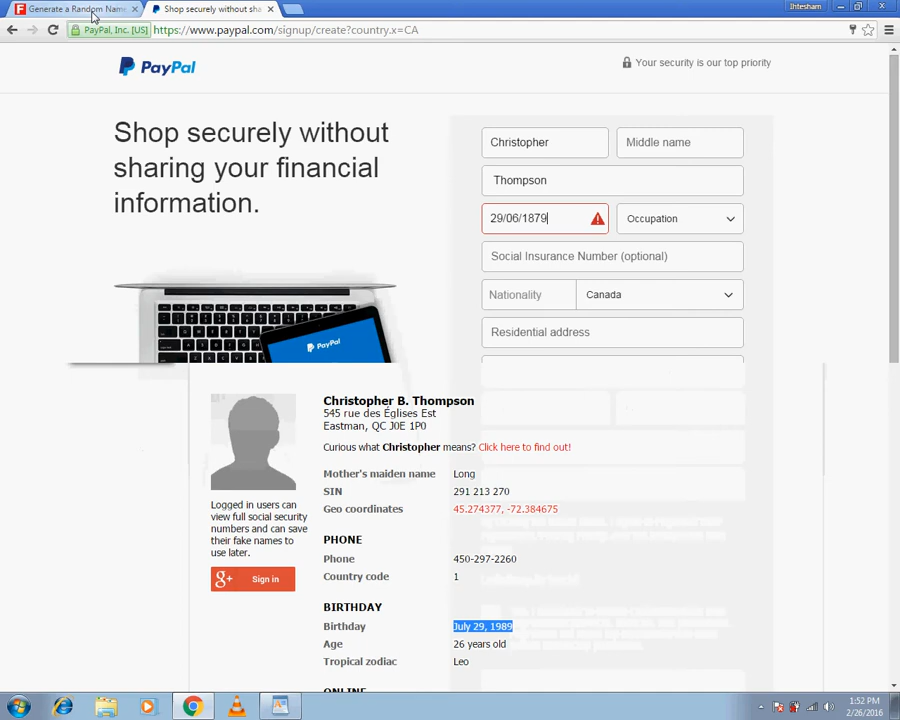 Generate a Random Name
Shop securely without sha
Ihtesham
PayPal, Inc. [US]
https://www.paypal.com/signup/create?country.x=CA
PayPal
Your security is our top priority
Shop securely without
sharing your financial
information.
Christopher
Middle name
Thompson
29/06/1879
Occupation
Social Insurance Number (optional)
Nationality
Canada
Residential address
PayPal
Christopher B. Thompson
545 rue des Églises Est
Eastman, QC J0E 1P0
Curious what Christopher means? Click here to find out!
Mother's maiden name Long
SIN 291 213 270
Geo coordinates 45.274377, -72.384675
Logged in users can
view full social security
numbers and can save
their fake names to
use later.
g+ Sign in
PHONE
Phone 450-297-2260
Country code 1
BIRTHDAY
Birthday July 29, 1989
Age 26 years old
Tropical zodiac Leo
ONLINE
1:52 PM
2/26/2016